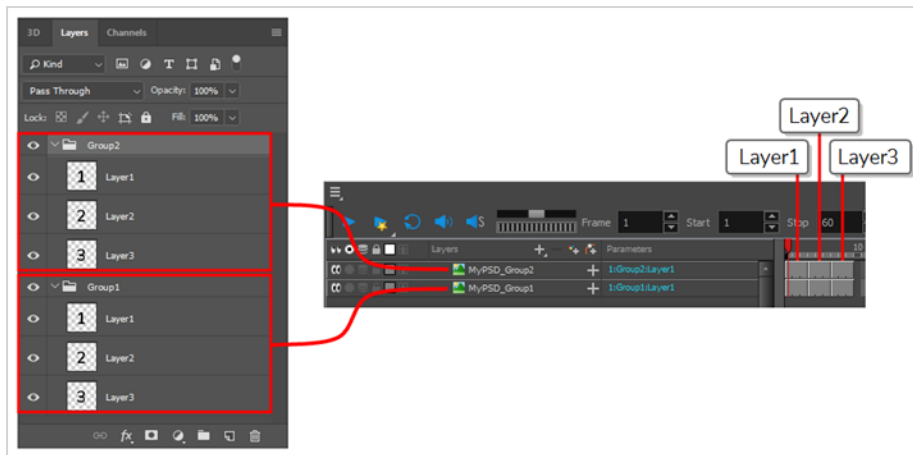 3D Layers Channels
Kind
Pass Through Opacity: 100%
Lock: Fill: 100%
Group2
1 Layer1
2 Layer2
3 Layer3
Group1
1 Layer1
2 Layer2
3 Layer3
fx
Layer2
Layer1 Layer3
S Frame 1 Start 1 Stop 60
Layers Parameters 10
MyPSD_Group2 1:Group2:Layer1
MyPSD_Group1 1:Group1:Layer1